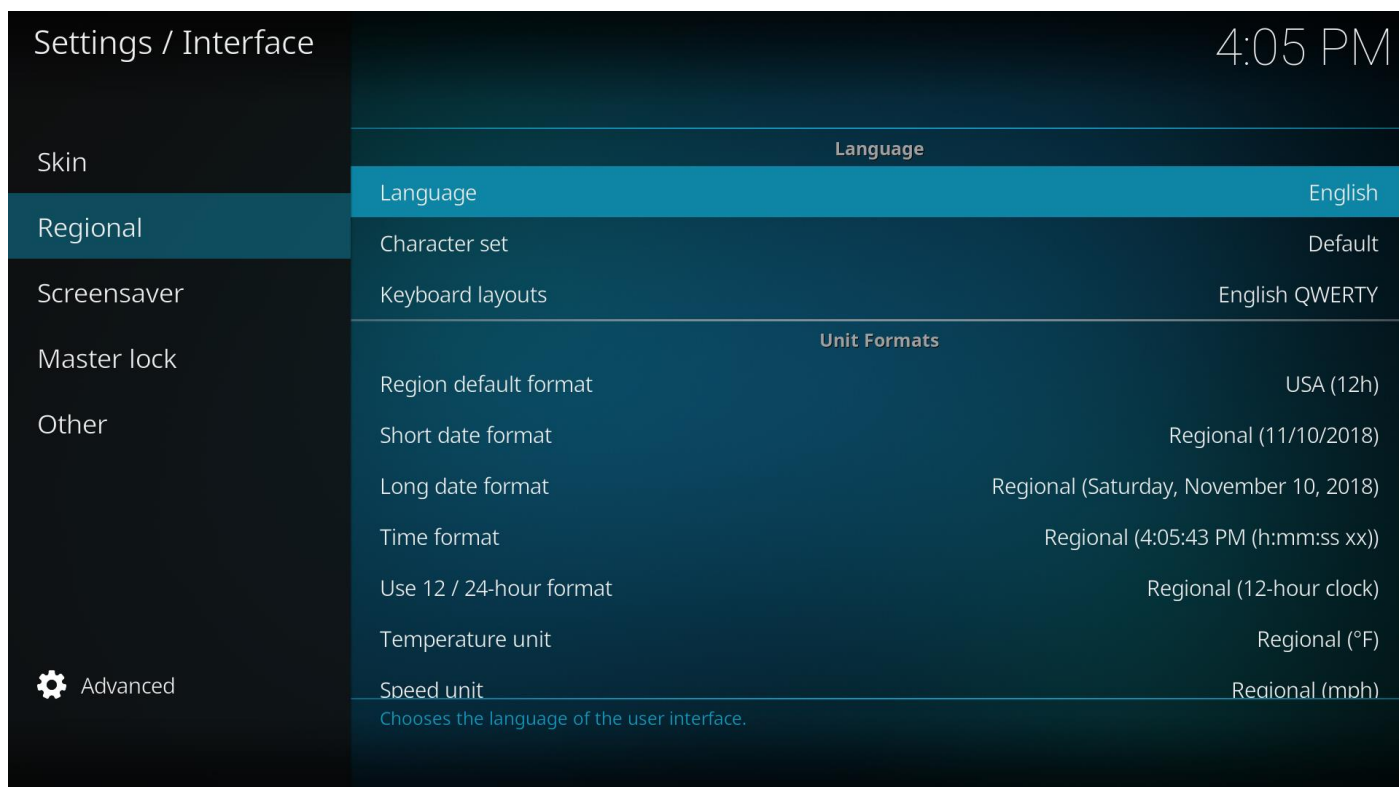 Settings / Interface
4:05 PM
Skin
Regional
Screensaver
Master lock
Other
Advanced
Language
Language English
Character set Default
Keyboard layouts English QWERTY
Unit Formats
Region default format USA (12h)
Short date format Regional (11/10/2018)
Long date format Regional (Saturday, November 10, 2018)
Time format Regional (4:05:43 PM (h:mm:ss xx))
Use 12 / 24-hour format Regional (12-hour clock)
Temperature unit Regional (°F)
Speed unit Regional (mph)
Chooses the language of the user interface.